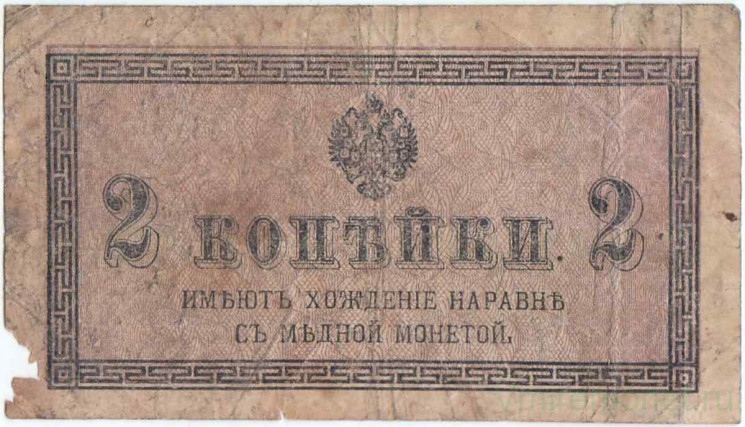 2 КОПѢЙКИ. 2
ИМѢЮТЪ ХОЖДЕНІЕ НАРАВНѢ
СЪ МѢДНОЙ МОНЕТОЙ,